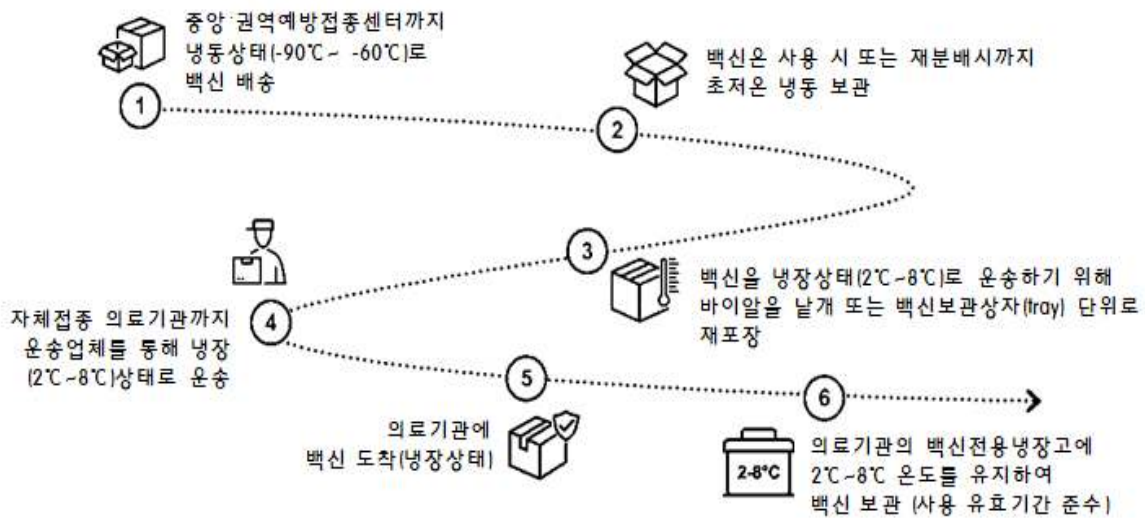 중앙·권역예방접종센터까지
냉동상태(-90℃~ -60℃)로
백신 배송
1
백신은 사용 시 또는 재분배시까지
초저온 냉동 보관
2
3
백신을 냉장상태(2℃~8℃)로 운송하기 위해
바이알을 낱개 또는 백신보관상자(tray) 단위로
재포장
4
자체접종 의료기관까지
운송업체를 통해 냉장
(2℃~8℃)상태로 운송
5
의료기관에
백신 도착(냉장상태)
6
2-8°C
의료기관의 백신전용냉장고에
2℃~8℃ 온도를 유지하여
백신 보관 (사용 유효기간 준수)